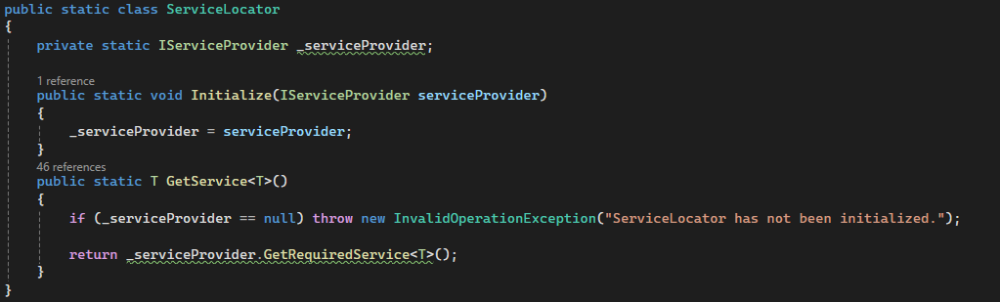 public static class ServiceLocator
{
    private static IServiceProvider _serviceProvider;
    1 reference
    public static void Initialize(IServiceProvider serviceProvider)
    {
        _serviceProvider = serviceProvider;
    }
    46 references
    public static T GetService<T>()
    {
        if (_serviceProvider == null) throw new InvalidOperationException("ServiceLocator has not been initialized.");
        return _serviceProvider.GetRequiredService<T>();
    }
}